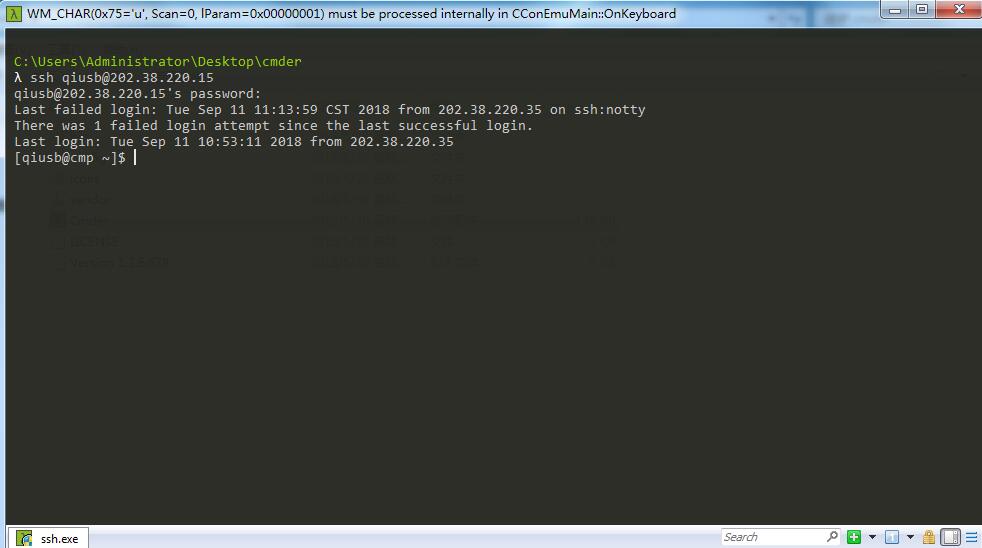 WM_CHAR(0x75='u', Scan=0, lParam=0x00000001) must be processed internally in CConEmuMain::OnKeyboard
C:\Users\Administrator\Desktop\cmder
λ ssh qiusb@202.38.220.15
qiusb@202.38.220.15's password:
Last failed login: Tue Sep 11 11:13:59 CST 2018 from 202.38.220.35 on ssh:notty
There was 1 failed login attempt since the last successful login.
Last login: Tue Sep 11 10:53:11 2018 from 202.38.220.35
[qiusb@cmp ~]$
icons
vendor
Cmder
LICENSE
ssh.exe
Search